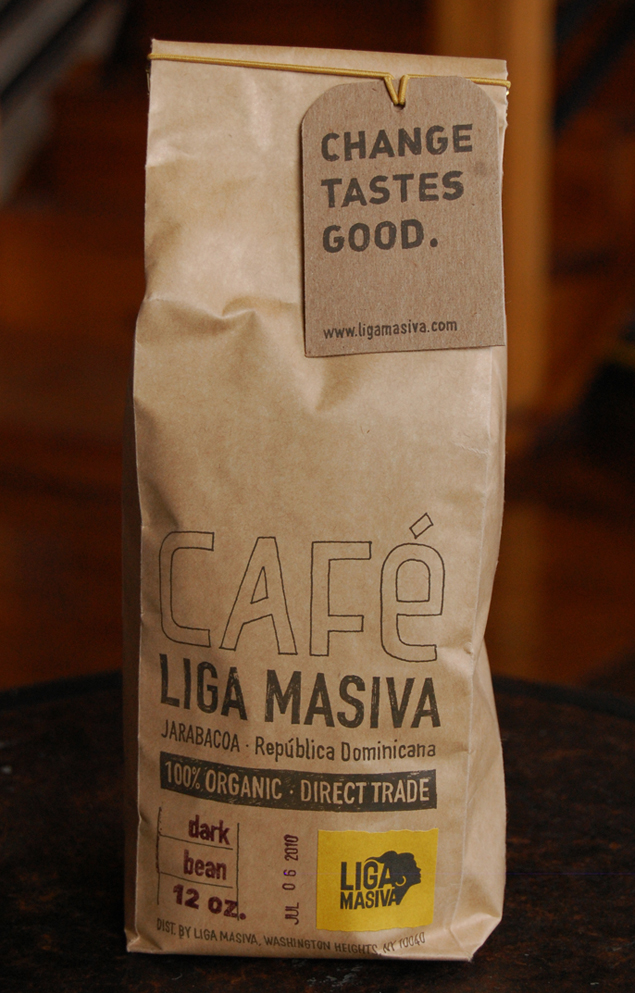 CHANGE
TASTES
GOOD.
www.ligamasiva.com
CAFé
LIGA MASIVA
JARABACOA · República Dominicana
100% ORGANIC · DIRECT TRADE
dark
bean
12 oz.
JUL 06 2010
LIGA
MASIVA
DIST. BY LIGA MASIVA, WASHINGTON HEIGHTS, NY 10040